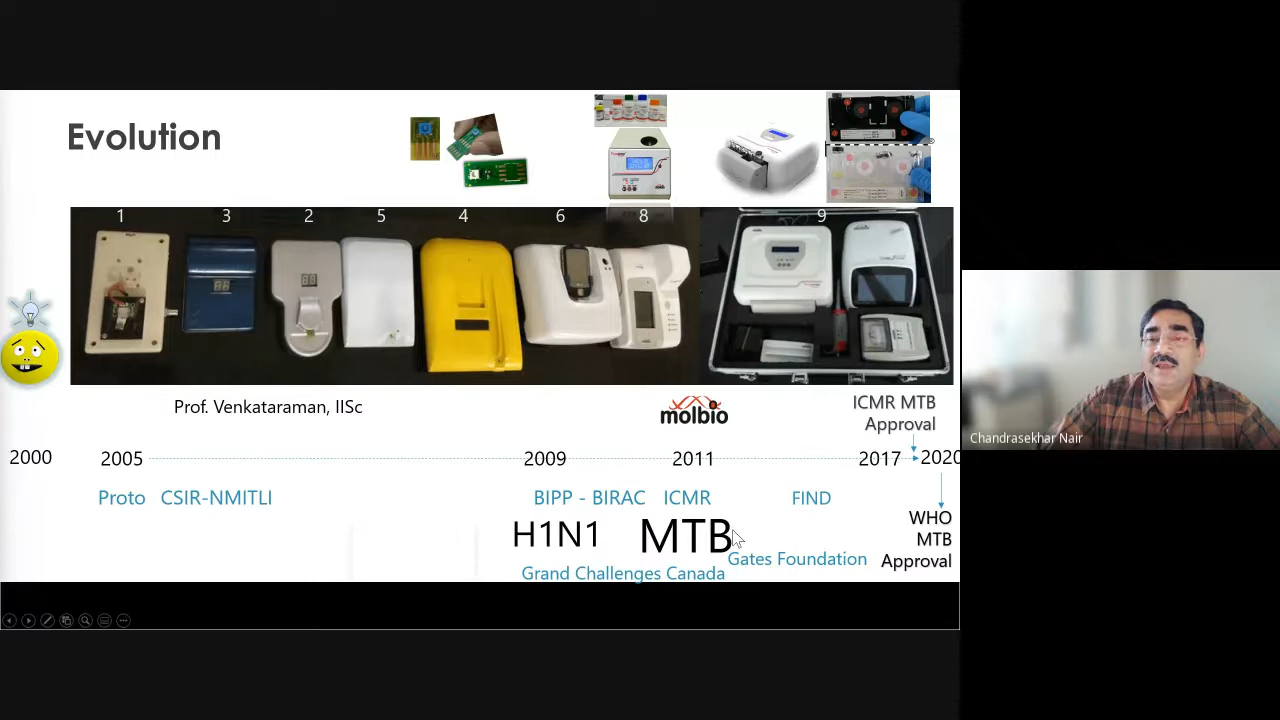 Evolution
1 3 2 5 4 6 8 9
Prof. Venkataraman, IISc
molbio
ICMR MTB
Approval
2000 2005 2009 2011 2017 2020
Proto CSIR-NMITLI BIPP - BIRAC ICMR FIND
H1N1 MTB
WHO
MTB
Approval
Gates Foundation
Grand Challenges Canada
Chandrasekhar Nair